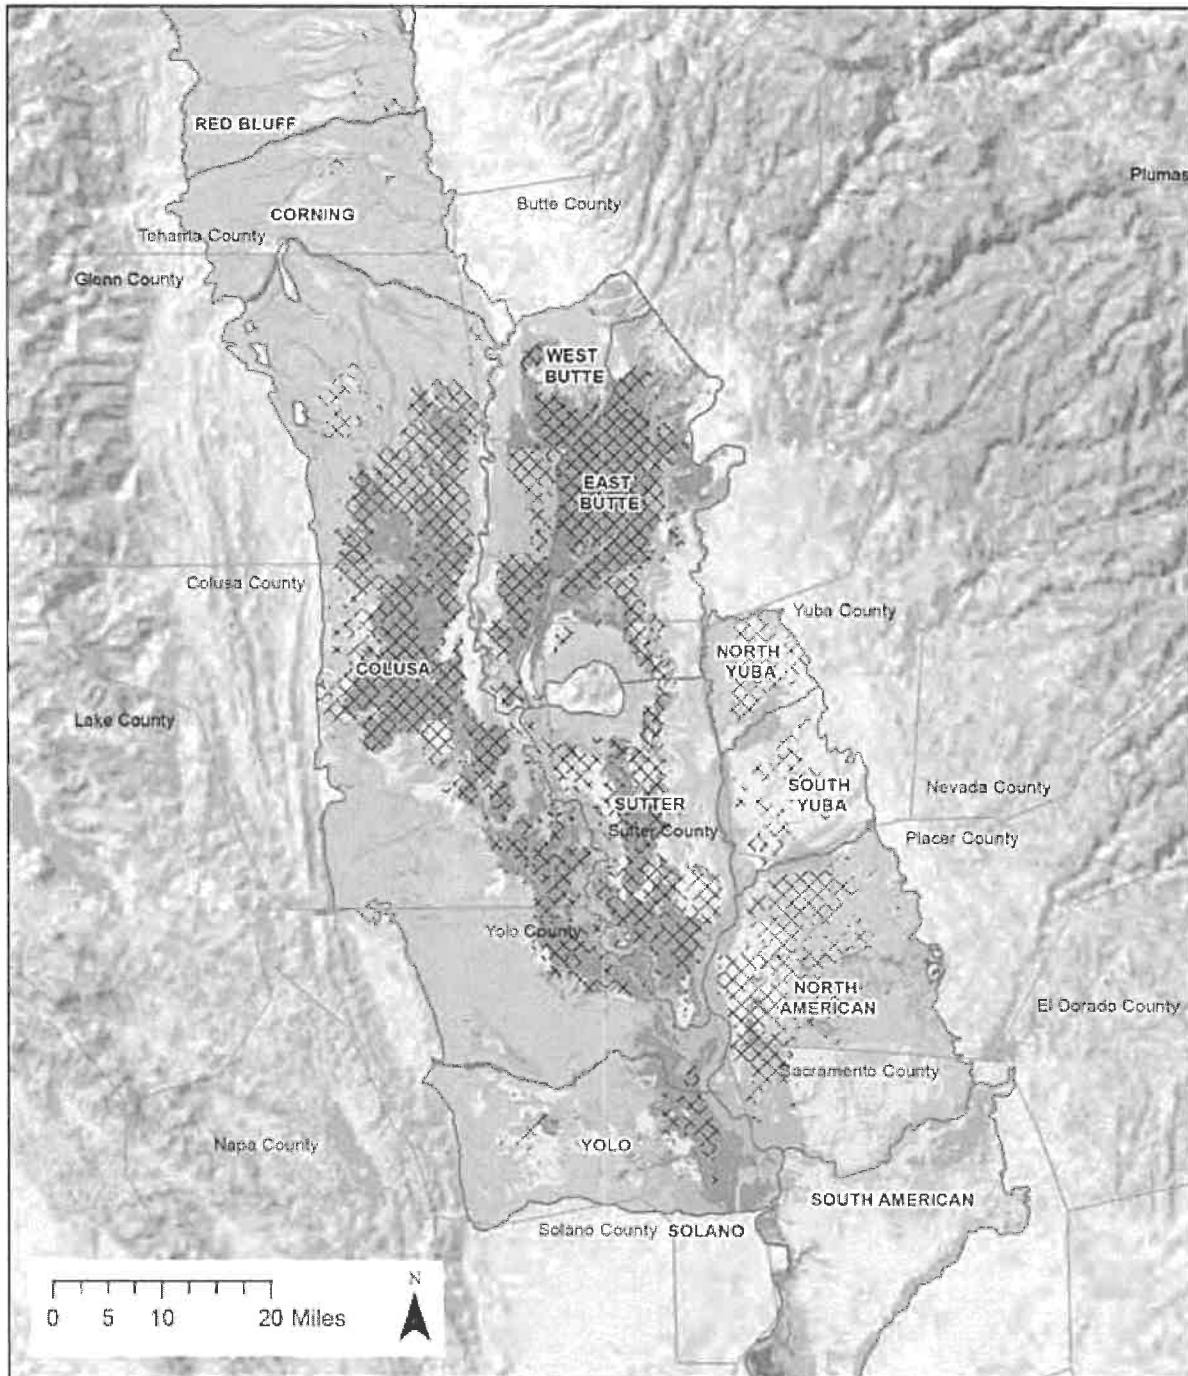 RED BLUFF
Plumas
CORNING
Butte County
Tehama County
Glenn County
WEST
BUTTE
EAST
BUTTE
Colusa County
Yuba County
NORTH
YUBA
COLUSA
Lake County
SOUTH
YUBA
Nevada County
SUTTER
Sutter County
Placer County
Yolo County
NORTH
AMERICAN
El Dorado County
Sacramento County
Napa County
YOLO
SOUTH AMERICAN
Solano County SOLANO
N
0 5 10 20 Miles